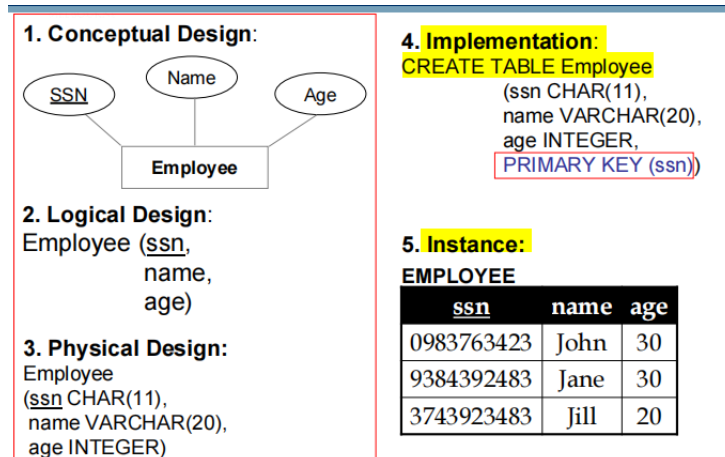 1. Conceptual Design:
SSN
Name
Age
Employee
2. Logical Design:
Employee (ssn,
name,
age)
3. Physical Design:
Employee
(ssn CHAR(11),
name VARCHAR(20),
age INTEGER)
4. Implementation:
CREATE TABLE Employee
(ssn CHAR(11),
name VARCHAR(20),
age INTEGER,
PRIMARY KEY (ssn))
5. Instance:
EMPLOYEE
ssn name age
0983763423 John 30
9384392483 Jane 30
3743923483 Jill 20